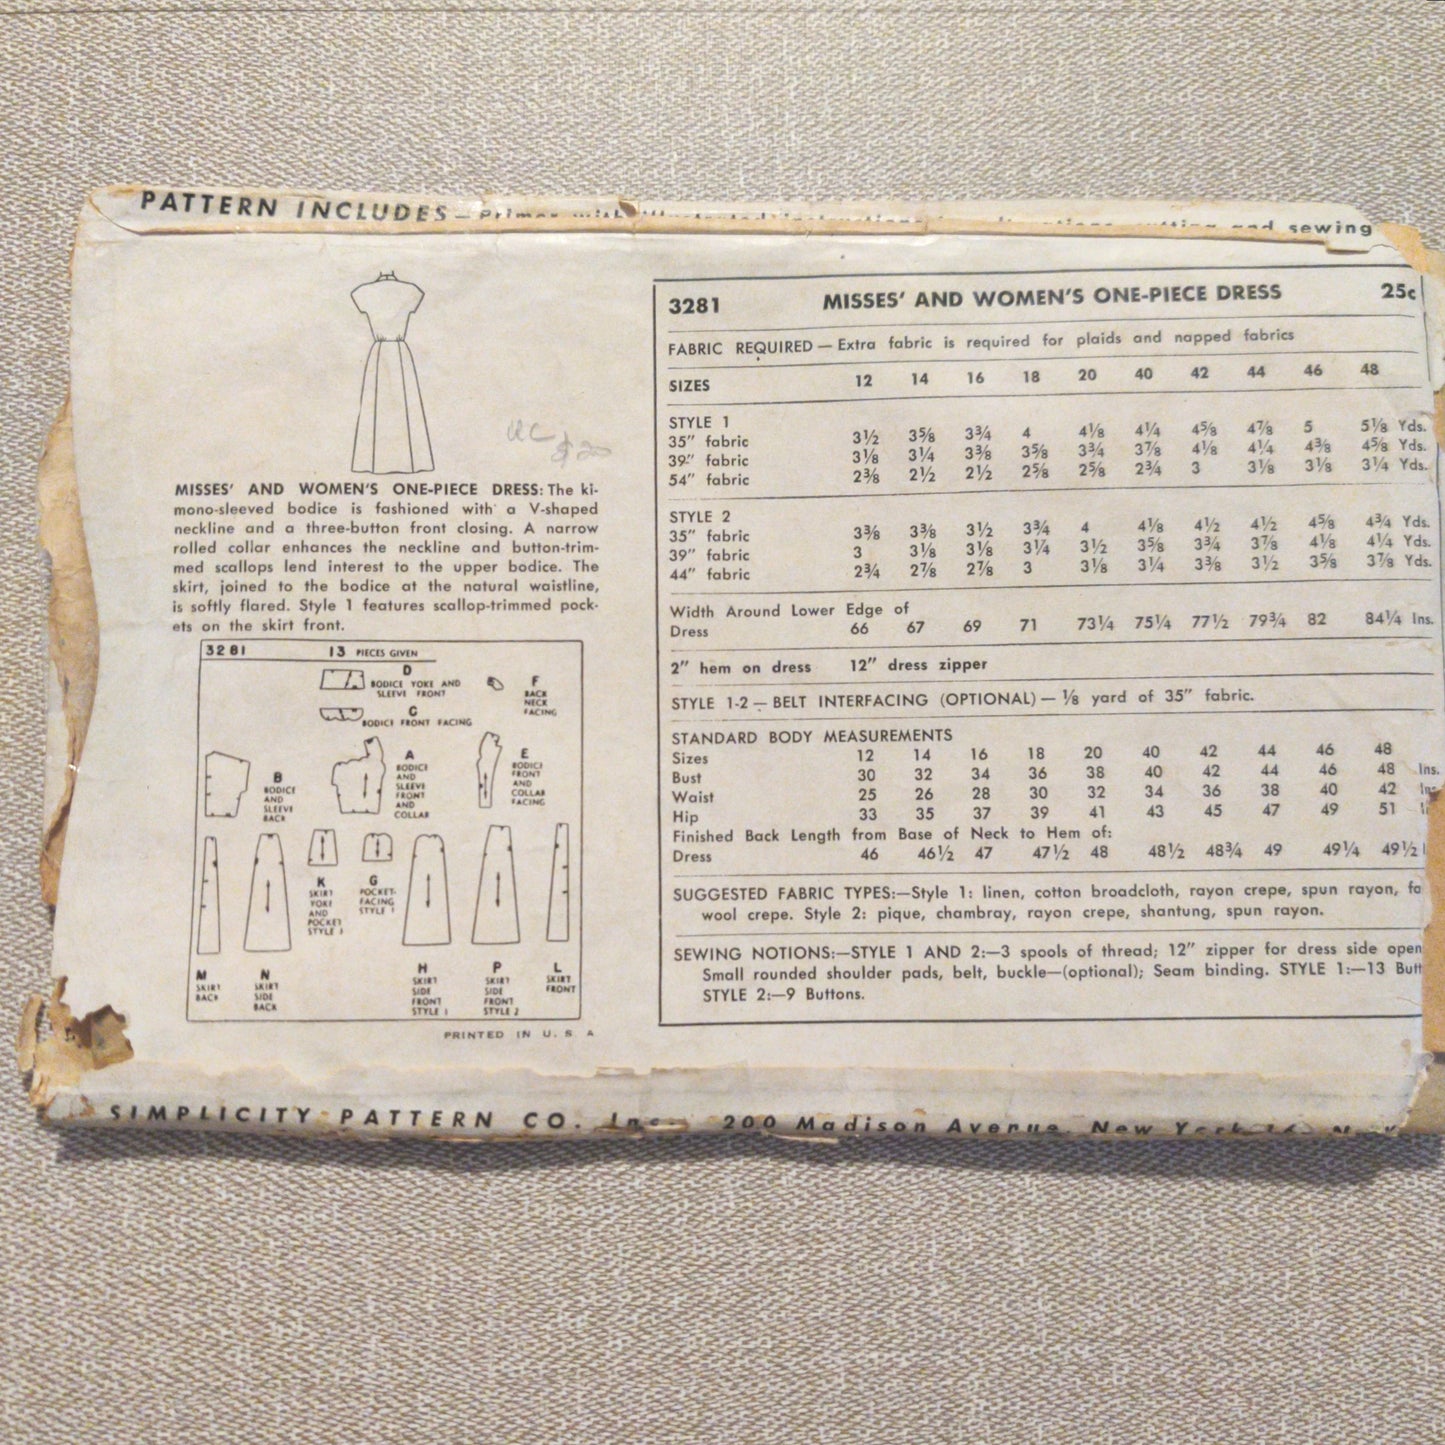 PATTERN INCLUDES — Primer with illustrated instructions cutting and sewing
UC $20
MISSES' AND WOMEN'S ONE-PIECE DRESS: The ki-
mono-sleeved bodice is fashioned with a V-shaped
neckline and a three-button front closing. A narrow
rolled collar enhances the neckline and button-trim-
med scallops lend interest to the upper bodice. The
skirt, joined to the bodice at the natural waistline,
is softly flared. Style 1 features scallop-trimmed pock-
ets on the skirt front.
3281 13 PIECES GIVEN
D
BODICE YOKE AND
SLEEVE FRONT
F
BACK
NECK
FACING
C
BODICE FRONT FACING
B
BODICE
AND
SLEEVE
BACK
A
BODICE
AND
SLEEVE
FRONT
AND
COLLAR
E
BODICE
FRONT
AND
COLLAR
FACING
K
SKIRT
YOKE
AND
POCKET
STYLE 1
G
POCKET-
FACING
STYLE 1
M
SKIRT
BACK
N
SKIRT
SIDE
BACK
H
SKIRT
SIDE
FRONT
STYLE 1
P
SKIRT
SIDE
FRONT
STYLE 2
L
SKIRT
FRONT
PRINTED IN U. S. A
3281 MISSES' AND WOMEN'S ONE-PIECE DRESS 25c
FABRIC REQUIRED — Extra fabric is required for plaids and napped fabrics
SIZES 12 14 16 18 20 40 42 44 46 48
STYLE 1
35" fabric 3½ 3⅝ 3¾ 4 4⅛ 4¼ 4⅝ 4⅞ 5 5⅛ Yds.
39" fabric 3⅛ 3¼ 3⅜ 3⅝ 3¾ 3⅞ 4⅛ 4¼ 4⅜ 4⅝ Yds.
54" fabric 2⅜ 2½ 2½ 2⅝ 2⅝ 2¾ 3 3⅛ 3⅛ 3¼ Yds.
STYLE 2
35" fabric 3⅜ 3⅜ 3½ 3¾ 4 4⅛ 4½ 4½ 4⅝ 4¾ Yds.
39" fabric 3 3⅛ 3⅛ 3¼ 3½ 3⅝ 3¾ 3⅞ 4⅛ 4¼ Yds.
44" fabric 2¾ 2⅞ 2⅞ 3 3⅛ 3¼ 3⅜ 3½ 3⅝ 3⅞ Yds.
Width Around Lower Edge of
Dress 66 67 69 71 73¼ 75¼ 77½ 79¾ 82 84¼ Ins.
2" hem on dress 12" dress zipper
STYLE 1-2 — BELT INTERFACING (OPTIONAL) — ⅛ yard of 35" fabric.
STANDARD BODY MEASUREMENTS
Sizes 12 14 16 18 20 40 42 44 46 48
Bust 30 32 34 36 38 40 42 44 46 48 Ins.
Waist 25 26 28 30 32 34 36 38 40 42 Ins
Hip 33 35 37 39 41 43 45 47 49 51
Finished Back Length from Base of Neck to Hem of:
Dress 46 46½ 47 47½ 48 48½ 48¾ 49 49¼ 49½
SUGGESTED FABRIC TYPES:—Style 1: linen, cotton broadcloth, rayon crepe, spun rayon, fa
wool crepe. Style 2: pique, chambray, rayon crepe, shantung, spun rayon.
SEWING NOTIONS:—STYLE 1 AND 2:—3 spools of thread; 12" zipper for dress side open
Small rounded shoulder pads, belt, buckle—(optional); Seam binding. STYLE 1:—13 Butt
STYLE 2:—9 Buttons.
SIMPLICITY PATTERN CO. Inc. 200 Madison Avenue, New York 16, N. Y.